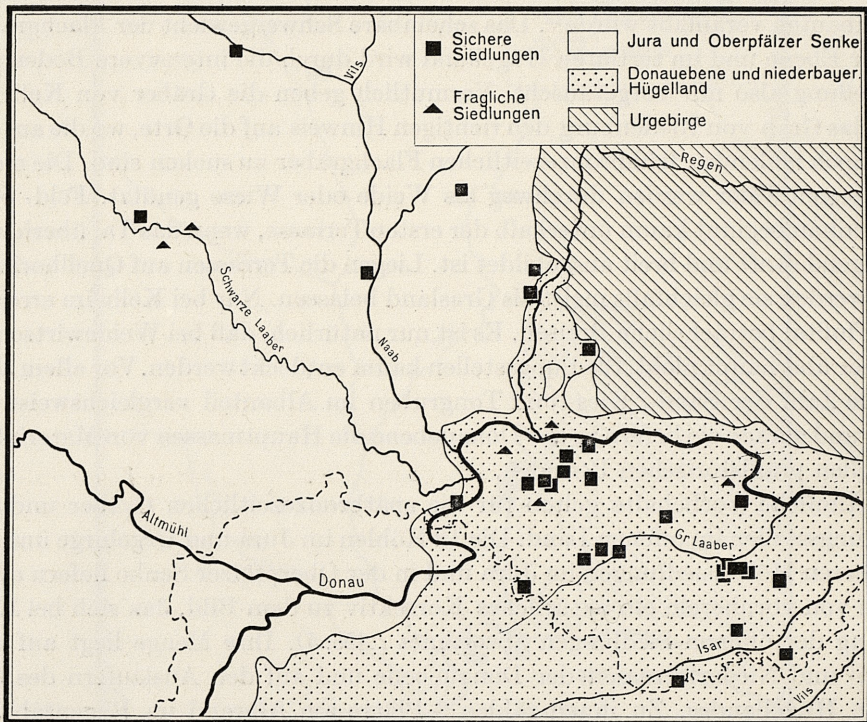 Sichere
Siedlungen
Fragliche
Siedlungen
Jura und Oberpfälzer Senke
Donauebene und niederbayer.
Hügelland
Urgebirge
Vils
Regen
Schwarze Laaber
Naab
Altmühl
Donau
Gr Laaber
Isar
Vils